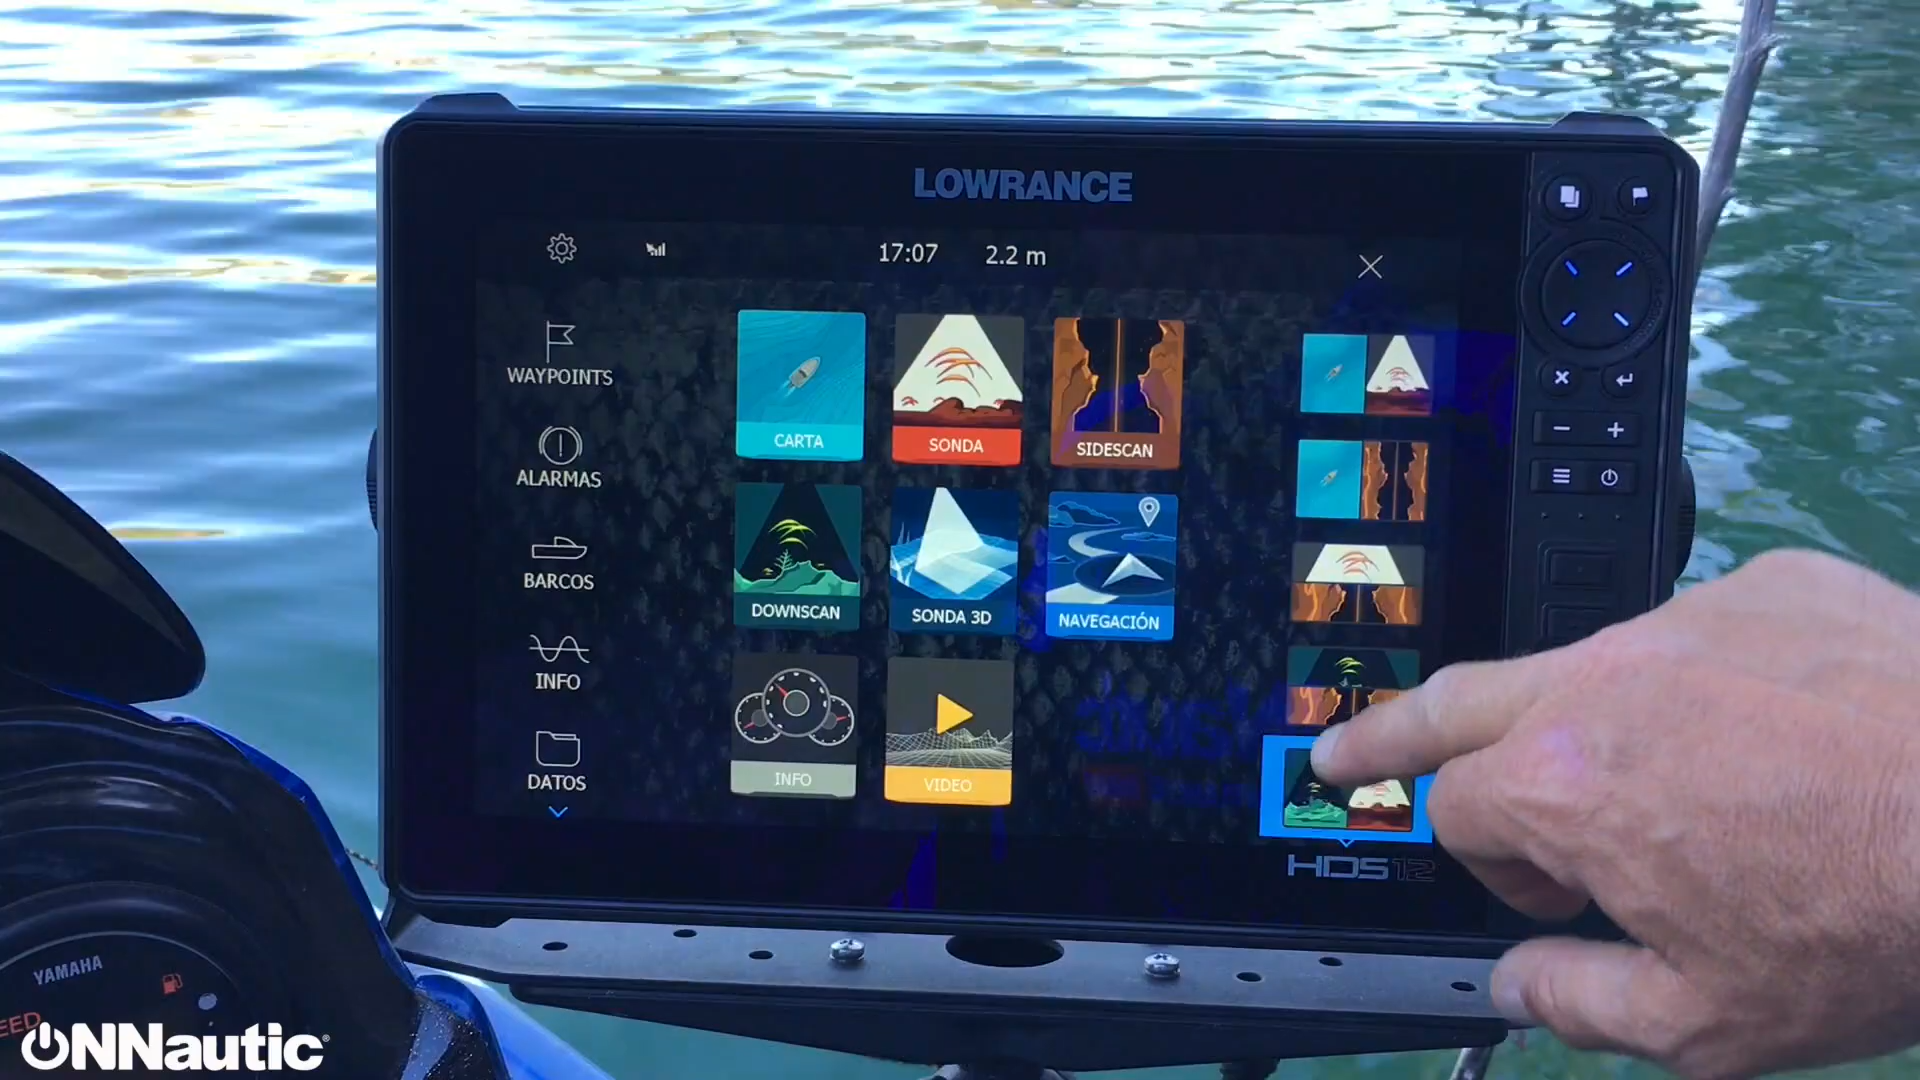 LOWRANCE
17:07 2.2 m
WAYPOINTS
ALARMAS
BARCOS
INFO
DATOS
CARTA
SONDA
SIDESCAN
DOWNSCAN
SONDA 3D
NAVEGACIÓN
INFO
VIDEO
HDS12
YAMAHA
EED
ONNautic®